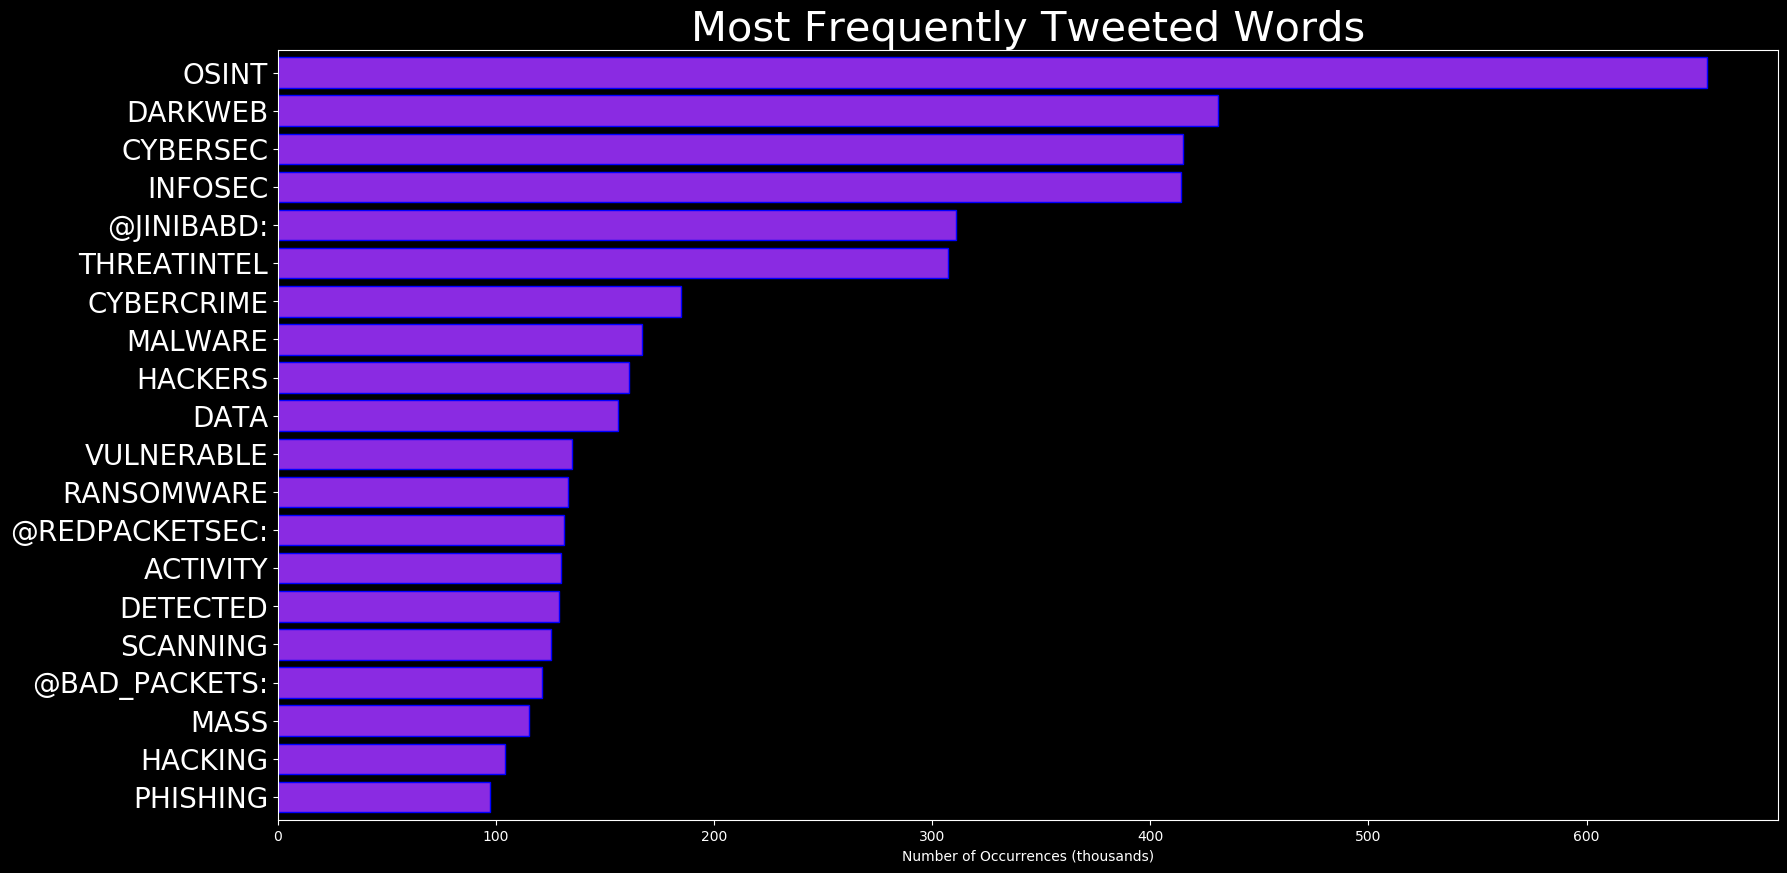 Most Frequently Tweeted Words
OSINT
DARKWEB
CYBERSEC
INFOSEC
@JINIBABD:
THREATINTEL
CYBERCRIME
MALWARE
HACKERS
DATA
VULNERABLE
RANSOMWARE
@REDPACKETSEC:
ACTIVITY
DETECTED
SCANNING
@BAD_PACKETS:
MASS
HACKING
PHISHING
0 100 200 300 400 500 600
Number of Occurrences (thousands)